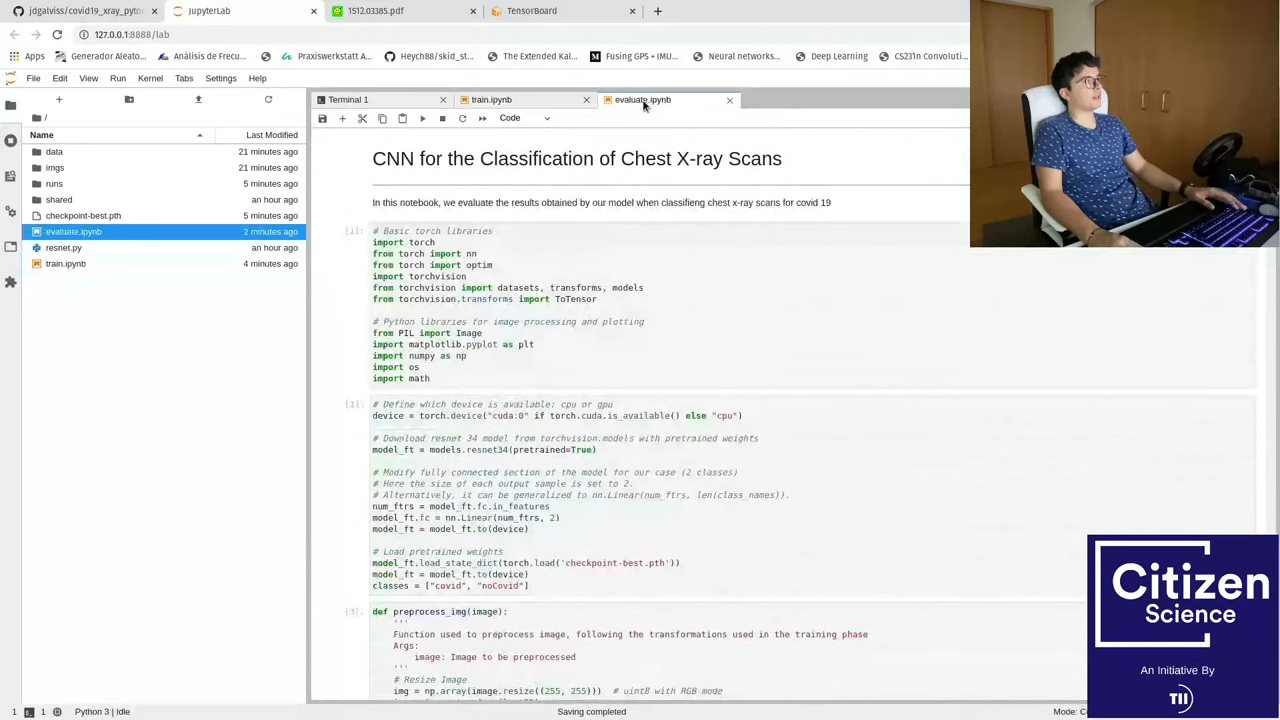 jdgalviss/covid19_xray_pyto
JupyterLab
1512.03385.pdf
TensorBoard
127.0.0.1:8888/lab
Apps
Generador Aleato...
Análisis de Frecu...
Praxiswerkstatt A...
Heych88/skid_st...
The Extended Kal...
Fusing GPS + IMU...
Neural networks...
Deep Learning
CS231n Convoluti...
File Edit View Run Kernel Tabs Settings Help
Terminal 1
train.ipynb
evaluate.ipynb
Code
/
Name Last Modified
data 21 minutes ago
imgs 21 minutes ago
runs 5 minutes ago
shared an hour ago
checkpoint-best.pth 5 minutes ago
evaluate.ipynb 2 minutes ago
resnet.py an hour ago
train.ipynb 4 minutes ago
CNN for the Classification of Chest X-ray Scans
In this notebook, we evaluate the results obtained by our model when classifieng chest x-ray scans for covid 19
# Basic torch libraries
import torch
from torch import nn
from torch import optim
import torchvision
from torchvision import datasets, transforms, models
from torchvision.transforms import ToTensor
# Python libraries for image processing and plotting
from PIL import Image
import matplotlib.pyplot as plt
import numpy as np
import os
import math
# Define which device is available: cpu or gpu
device = torch.device("cuda:0" if torch.cuda.is_available() else "cpu")
# Download resnet 34 model from torchvision.models with pretrained weights
model_ft = models.resnet34(pretrained=True)
# Modify fully connected section of the model for our case (2 classes)
# Here the size of each output sample is set to 2.
# Alternatively, it can be generalized to nn.Linear(num_ftrs, len(class_names)).
num_ftrs = model_ft.fc.in_features
model_ft.fc = nn.Linear(num_ftrs, 2)
model_ft = model_ft.to(device)
# Load pretrained weights
model_ft.load_state_dict(torch.load('checkpoint-best.pth'))
model_ft = model_ft.to(device)
classes = ["covid", "noCovid"]
[3]: def preprocess_img(image):
'''
Function used to preprocess image, following the transformations used in the training phase
Args:
image: Image to be preprocessed
'''
# Resize Image
img = np.array(image.resize((255, 255))) # uint8 with RGB mode
1 1 Python 3 | Idle
Saving completed
Mode:
Citizen
Science
An Initiative By
TII